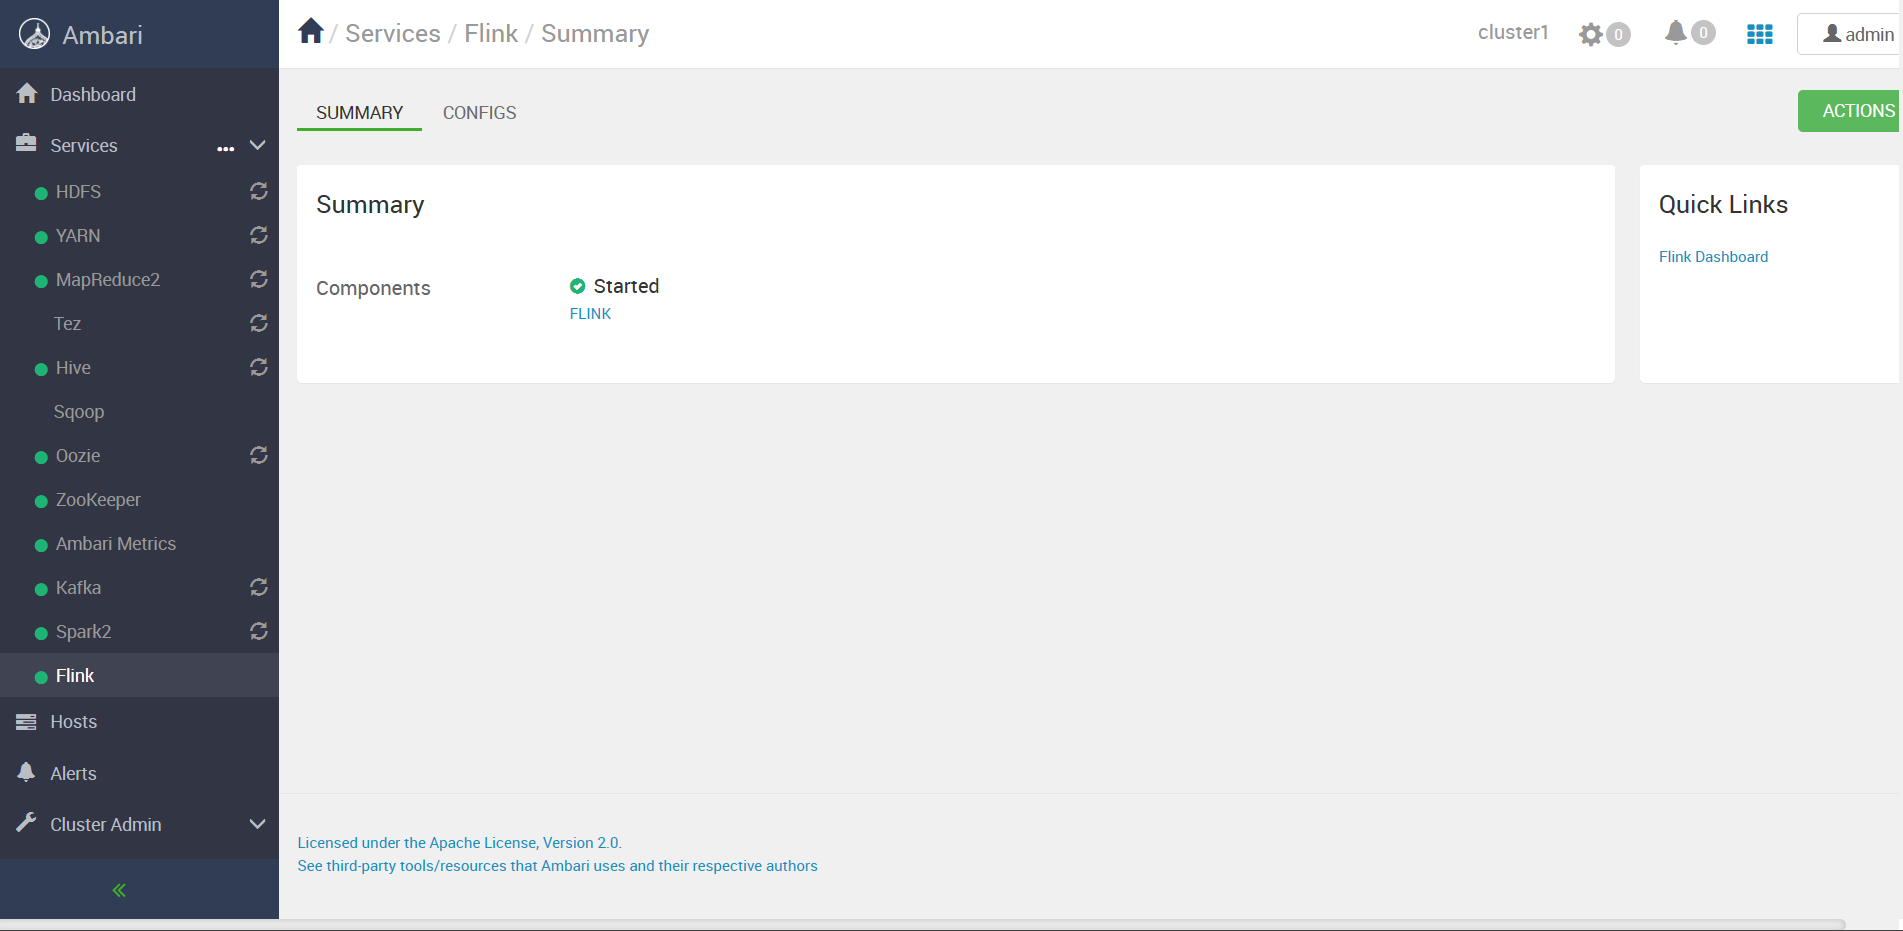 Ambari
/ Services / Flink / Summary
cluster1
0
0
admin
Dashboard
Services
HDFS
YARN
MapReduce2
Tez
Hive
Sqoop
Oozie
ZooKeeper
Ambari Metrics
Kafka
Spark2
Flink
Hosts
Alerts
Cluster Admin
SUMMARY CONFIGS
ACTIONS
Summary
Components
Started
FLINK
Quick Links
Flink Dashboard
Licensed under the Apache License, Version 2.0.
See third-party tools/resources that Ambari uses and their respective authors